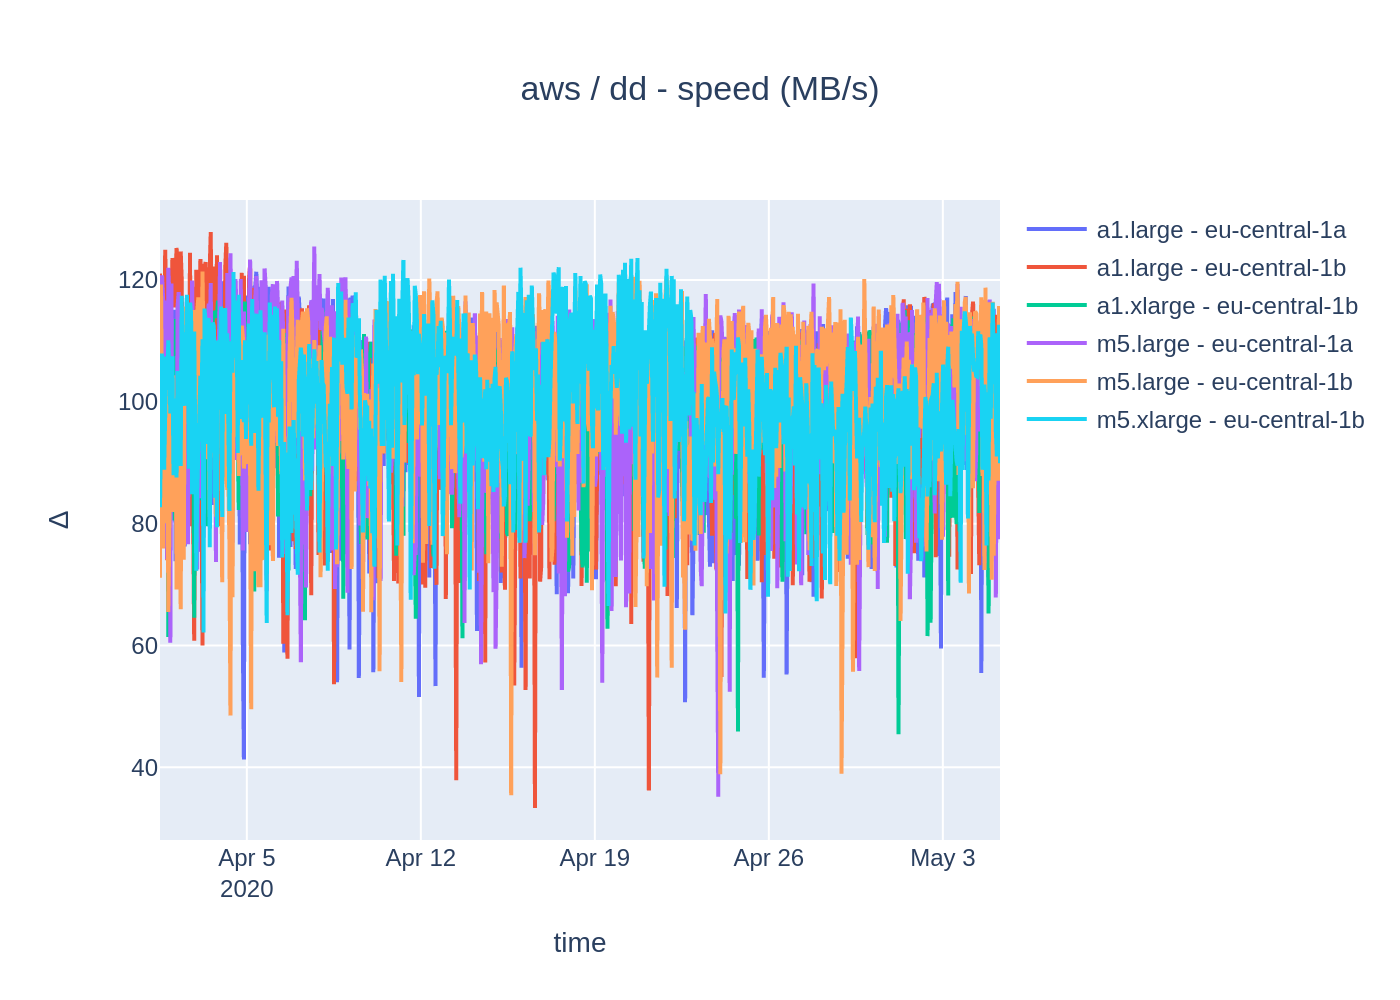 aws / dd - speed (MB/s)
a1.large - eu-central-1a
a1.large - eu-central-1b
a1.xlarge - eu-central-1b
m5.large - eu-central-1a
m5.large - eu-central-1b
m5.xlarge - eu-central-1b
120
100
80
60
40
Δ
Apr 5
2020
Apr 12
Apr 19
Apr 26
May 3
time